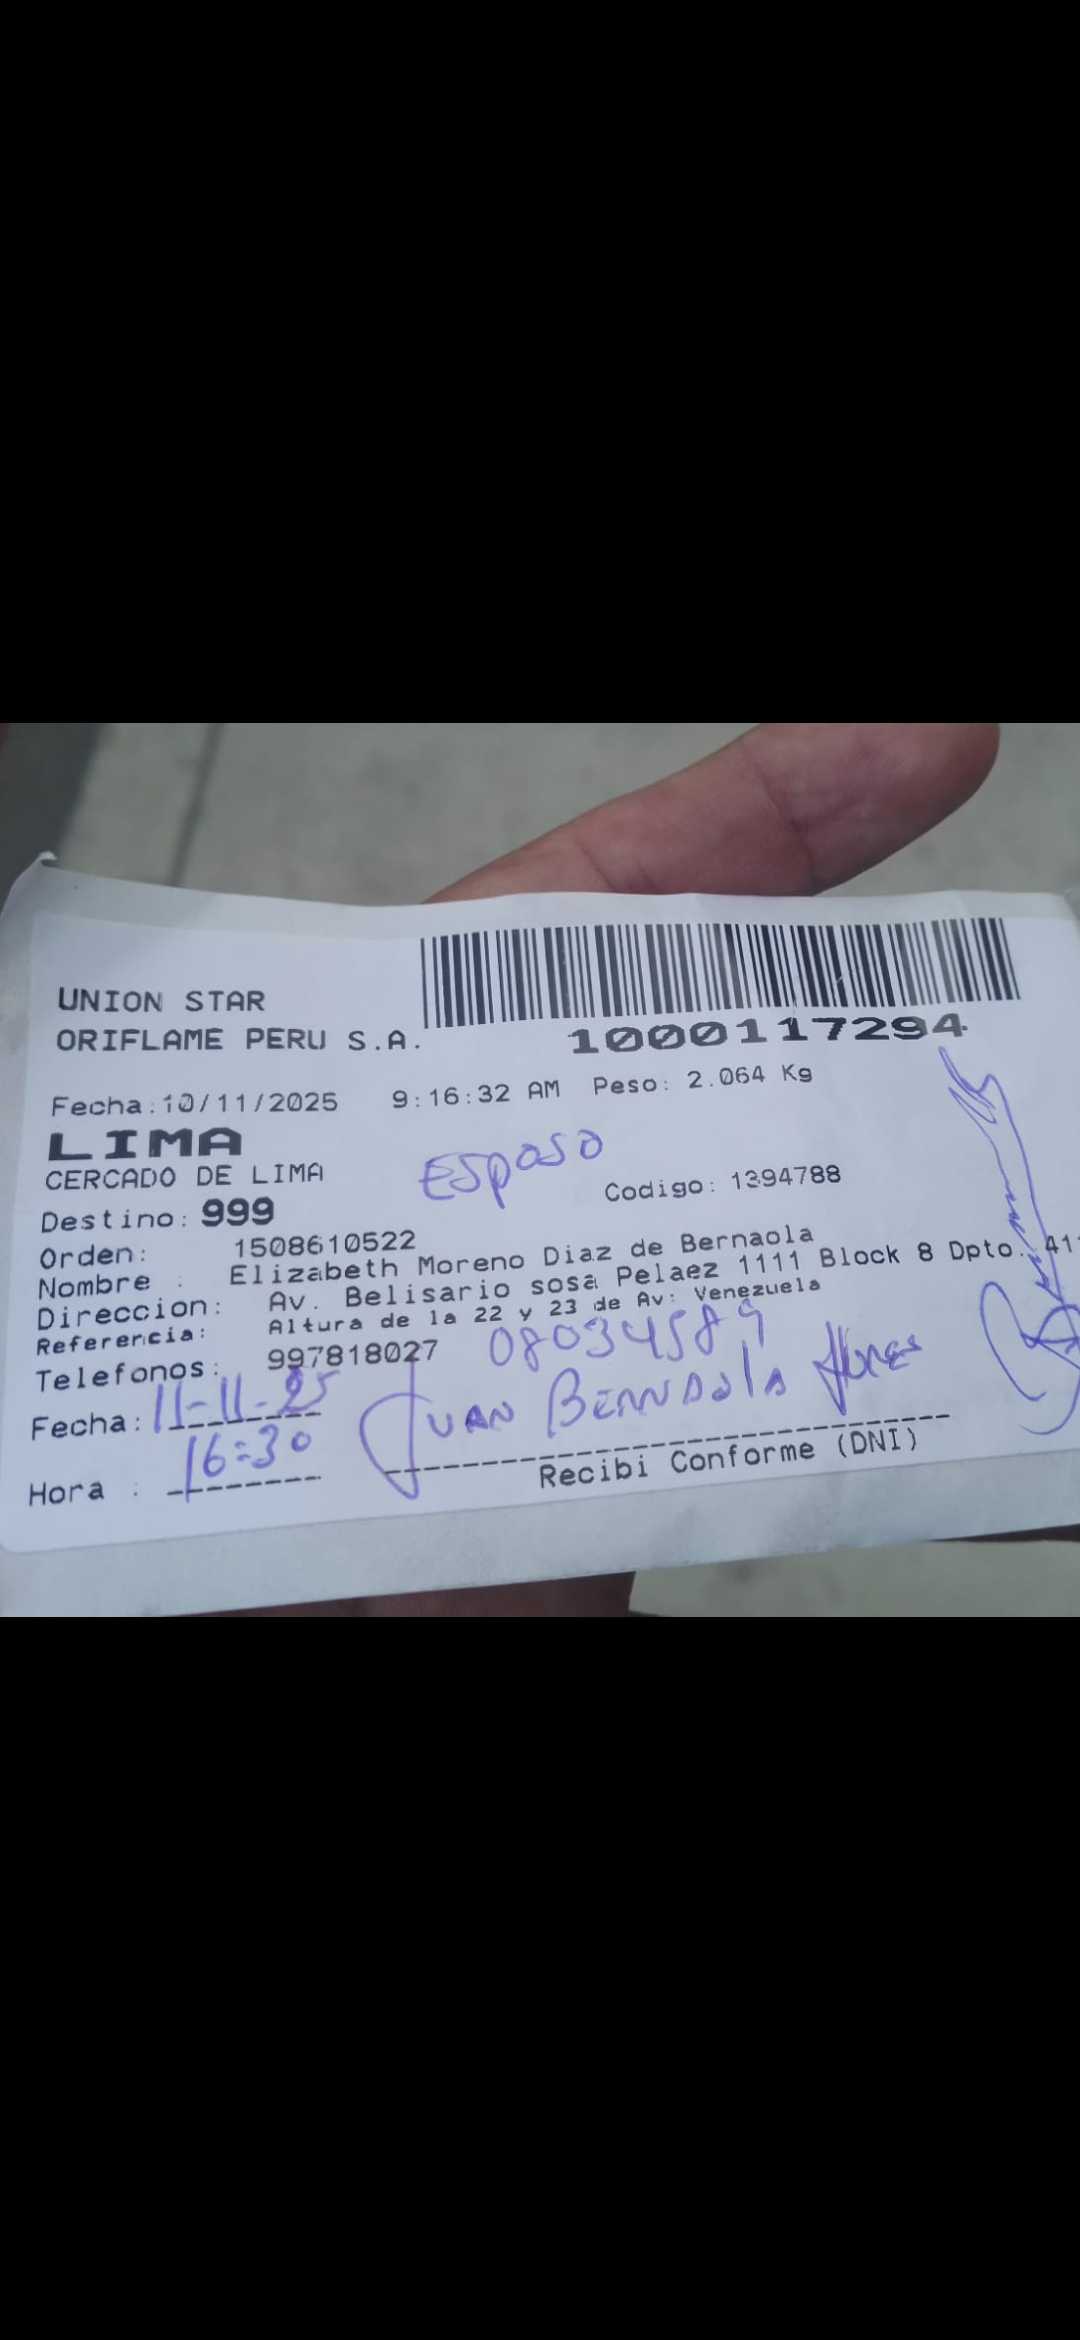 UNION STAR
ORIFLAME PERU S.A.
1000117294
Fecha:10/11/2025 9:16:32 AM Peso: 2.064 Kg
LIMA
CERCADO DE LIMA
Esposo
Destino: 999
Codigo: 1394788
Orden: 1508610522
Nombre : Elizabeth Moreno Diaz de Bernaola
Direccion: Av. Belisario sosa Pelaez 1111 Block 8 Dpto. 411
Referencia: Altura de la 22 y 23 de Av: Venezuela
Telefonos: 997818027
08034589
Fecha: 11-11-25
JUAN BERNAOLA flores
Hora : 16:30
Recibi Conforme (DNI)